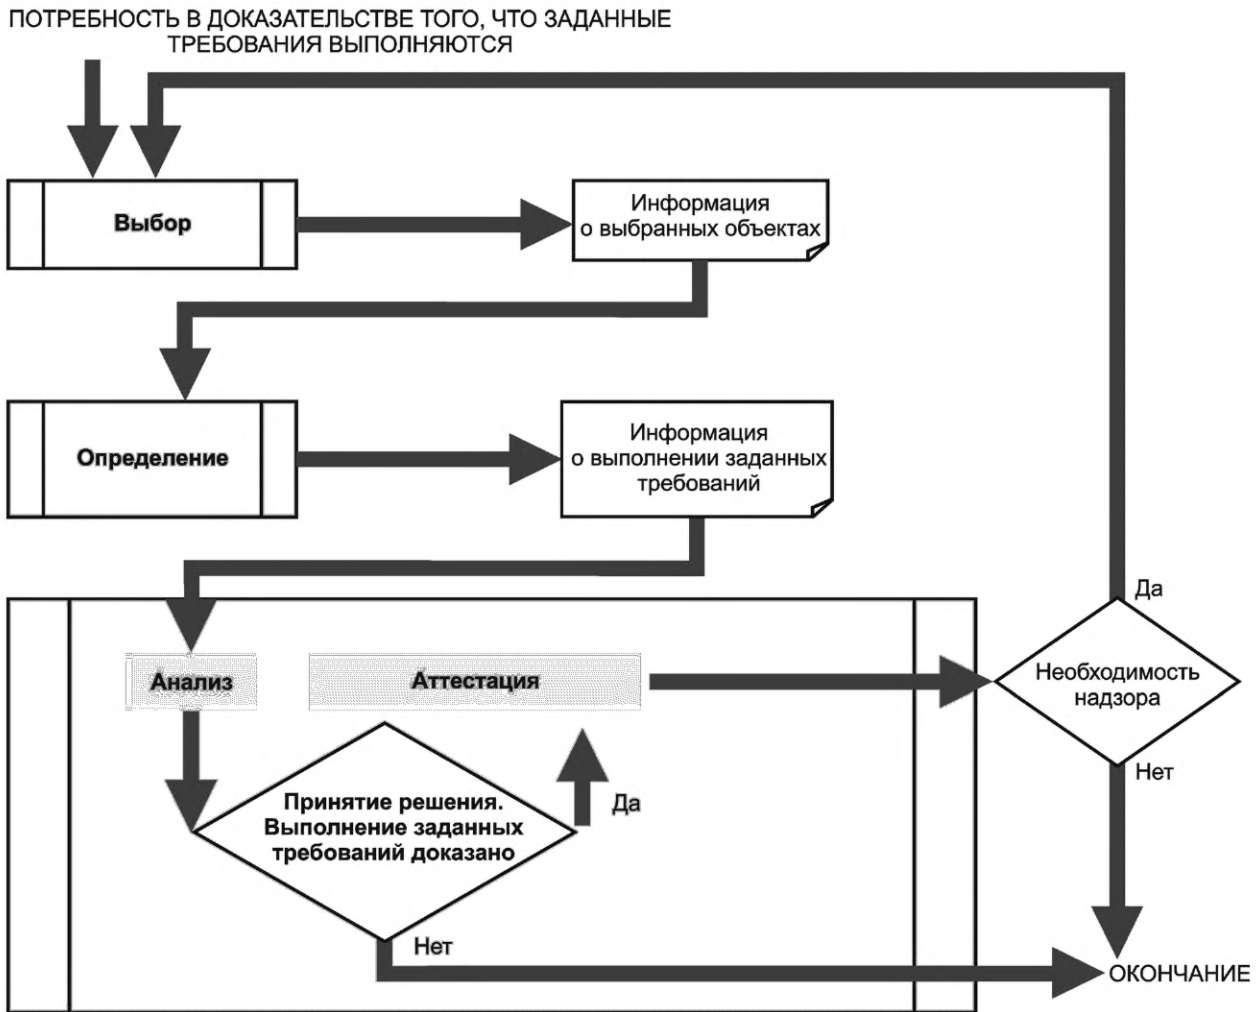 ПОТРЕБНОСТЬ В ДОКАЗАТЕЛЬСТВЕ ТОГО, ЧТО ЗАДАННЫЕ
ТРЕБОВАНИЯ ВЫПОЛНЯЮТСЯ
Выбор
Информация
о выбранных объектах
Определение
Информация
о выполнении заданных
требований
Да
Анализ
Аттестация
Необходимость
надзора
Нет
Принятие решения.
Выполнение заданных
требований доказано
Да
Нет
ОКОНЧАНИЕ